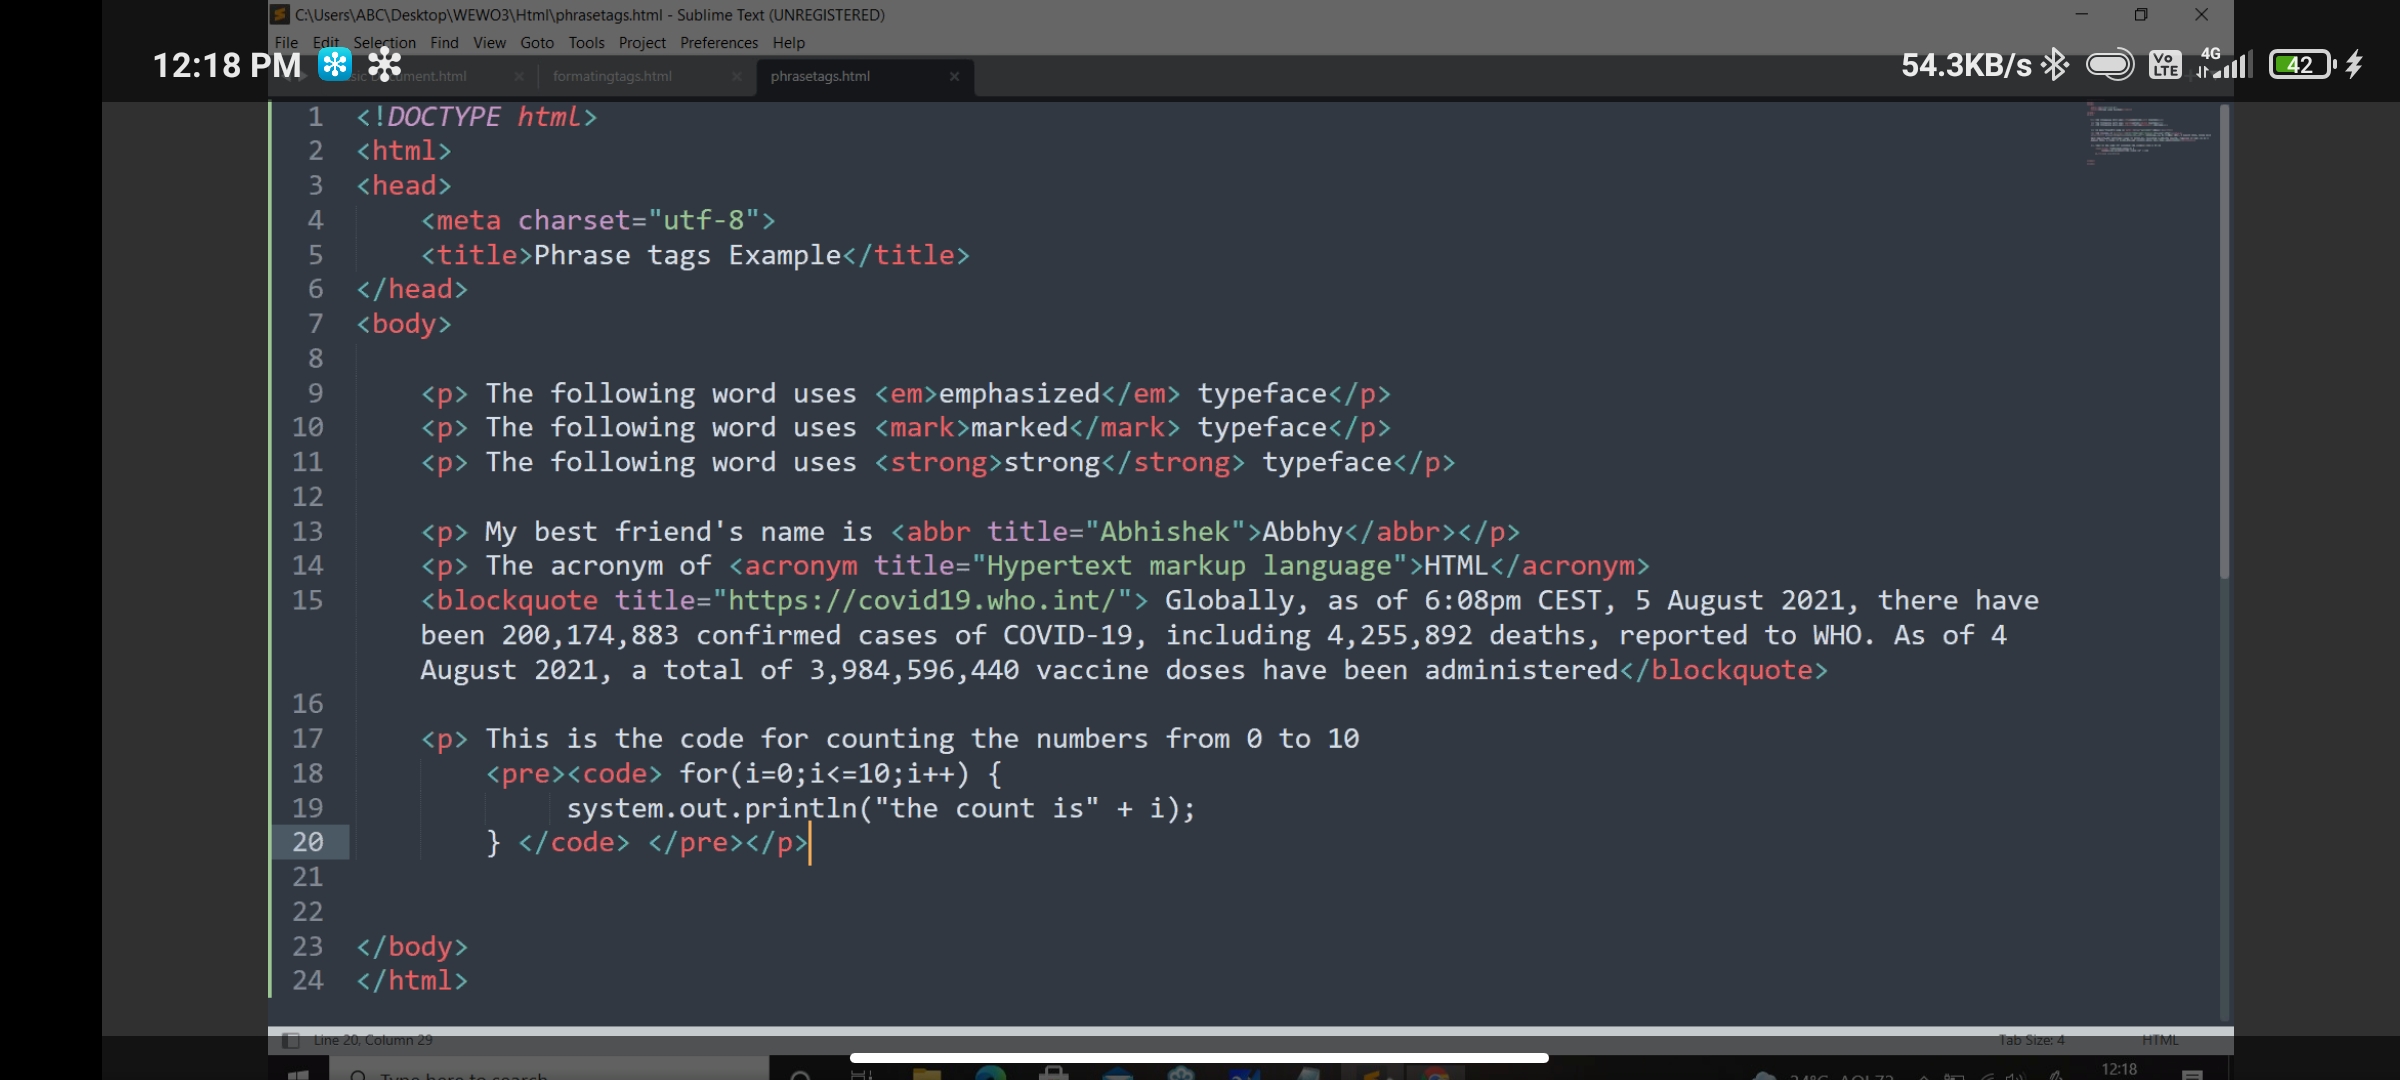 C:\Users\ABC\Desktop\WEWO3\Html\phrasetags.html - Sublime Text (UNREGISTERED)
File Edit Selection Find View Goto Tools Project Preferences Help
12:18 PM 54.3KB/s Vo LTE 4G 42
ument.html formatingtags.html phrasetags.html
1 <!DOCTYPE html>
2 <html>
3 <head>
4 <meta charset="utf-8">
5 <title>Phrase tags Example</title>
6 </head>
7 <body>
8
9 <p> The following word uses <em>emphasized</em> typeface</p>
10 <p> The following word uses <mark>marked</mark> typeface</p>
11 <p> The following word uses <strong>strong</strong> typeface</p>
12
13 <p> My best friend's name is <abbr title="Abhishek">Abbhy</abbr></p>
14 <p> The acronym of <acronym title="Hypertext markup language">HTML</acronym>
15 <blockquote title="https://covid19.who.int/"> Globally, as of 6:08pm CEST, 5 August 2021, there have
been 200,174,883 confirmed cases of COVID-19, including 4,255,892 deaths, reported to WHO. As of 4
August 2021, a total of 3,984,596,440 vaccine doses have been administered</blockquote>
16
17 <p> This is the code for counting the numbers from 0 to 10
18 <pre><code> for(i=0;i<=10;i++) {
19 system.out.println("the count is" + i);
20 } </code> </pre></p>
21
22
23 </body>
24 </html>
Line 20, Column 29 Tab Size: 4 HTML
Type here to search 12:18